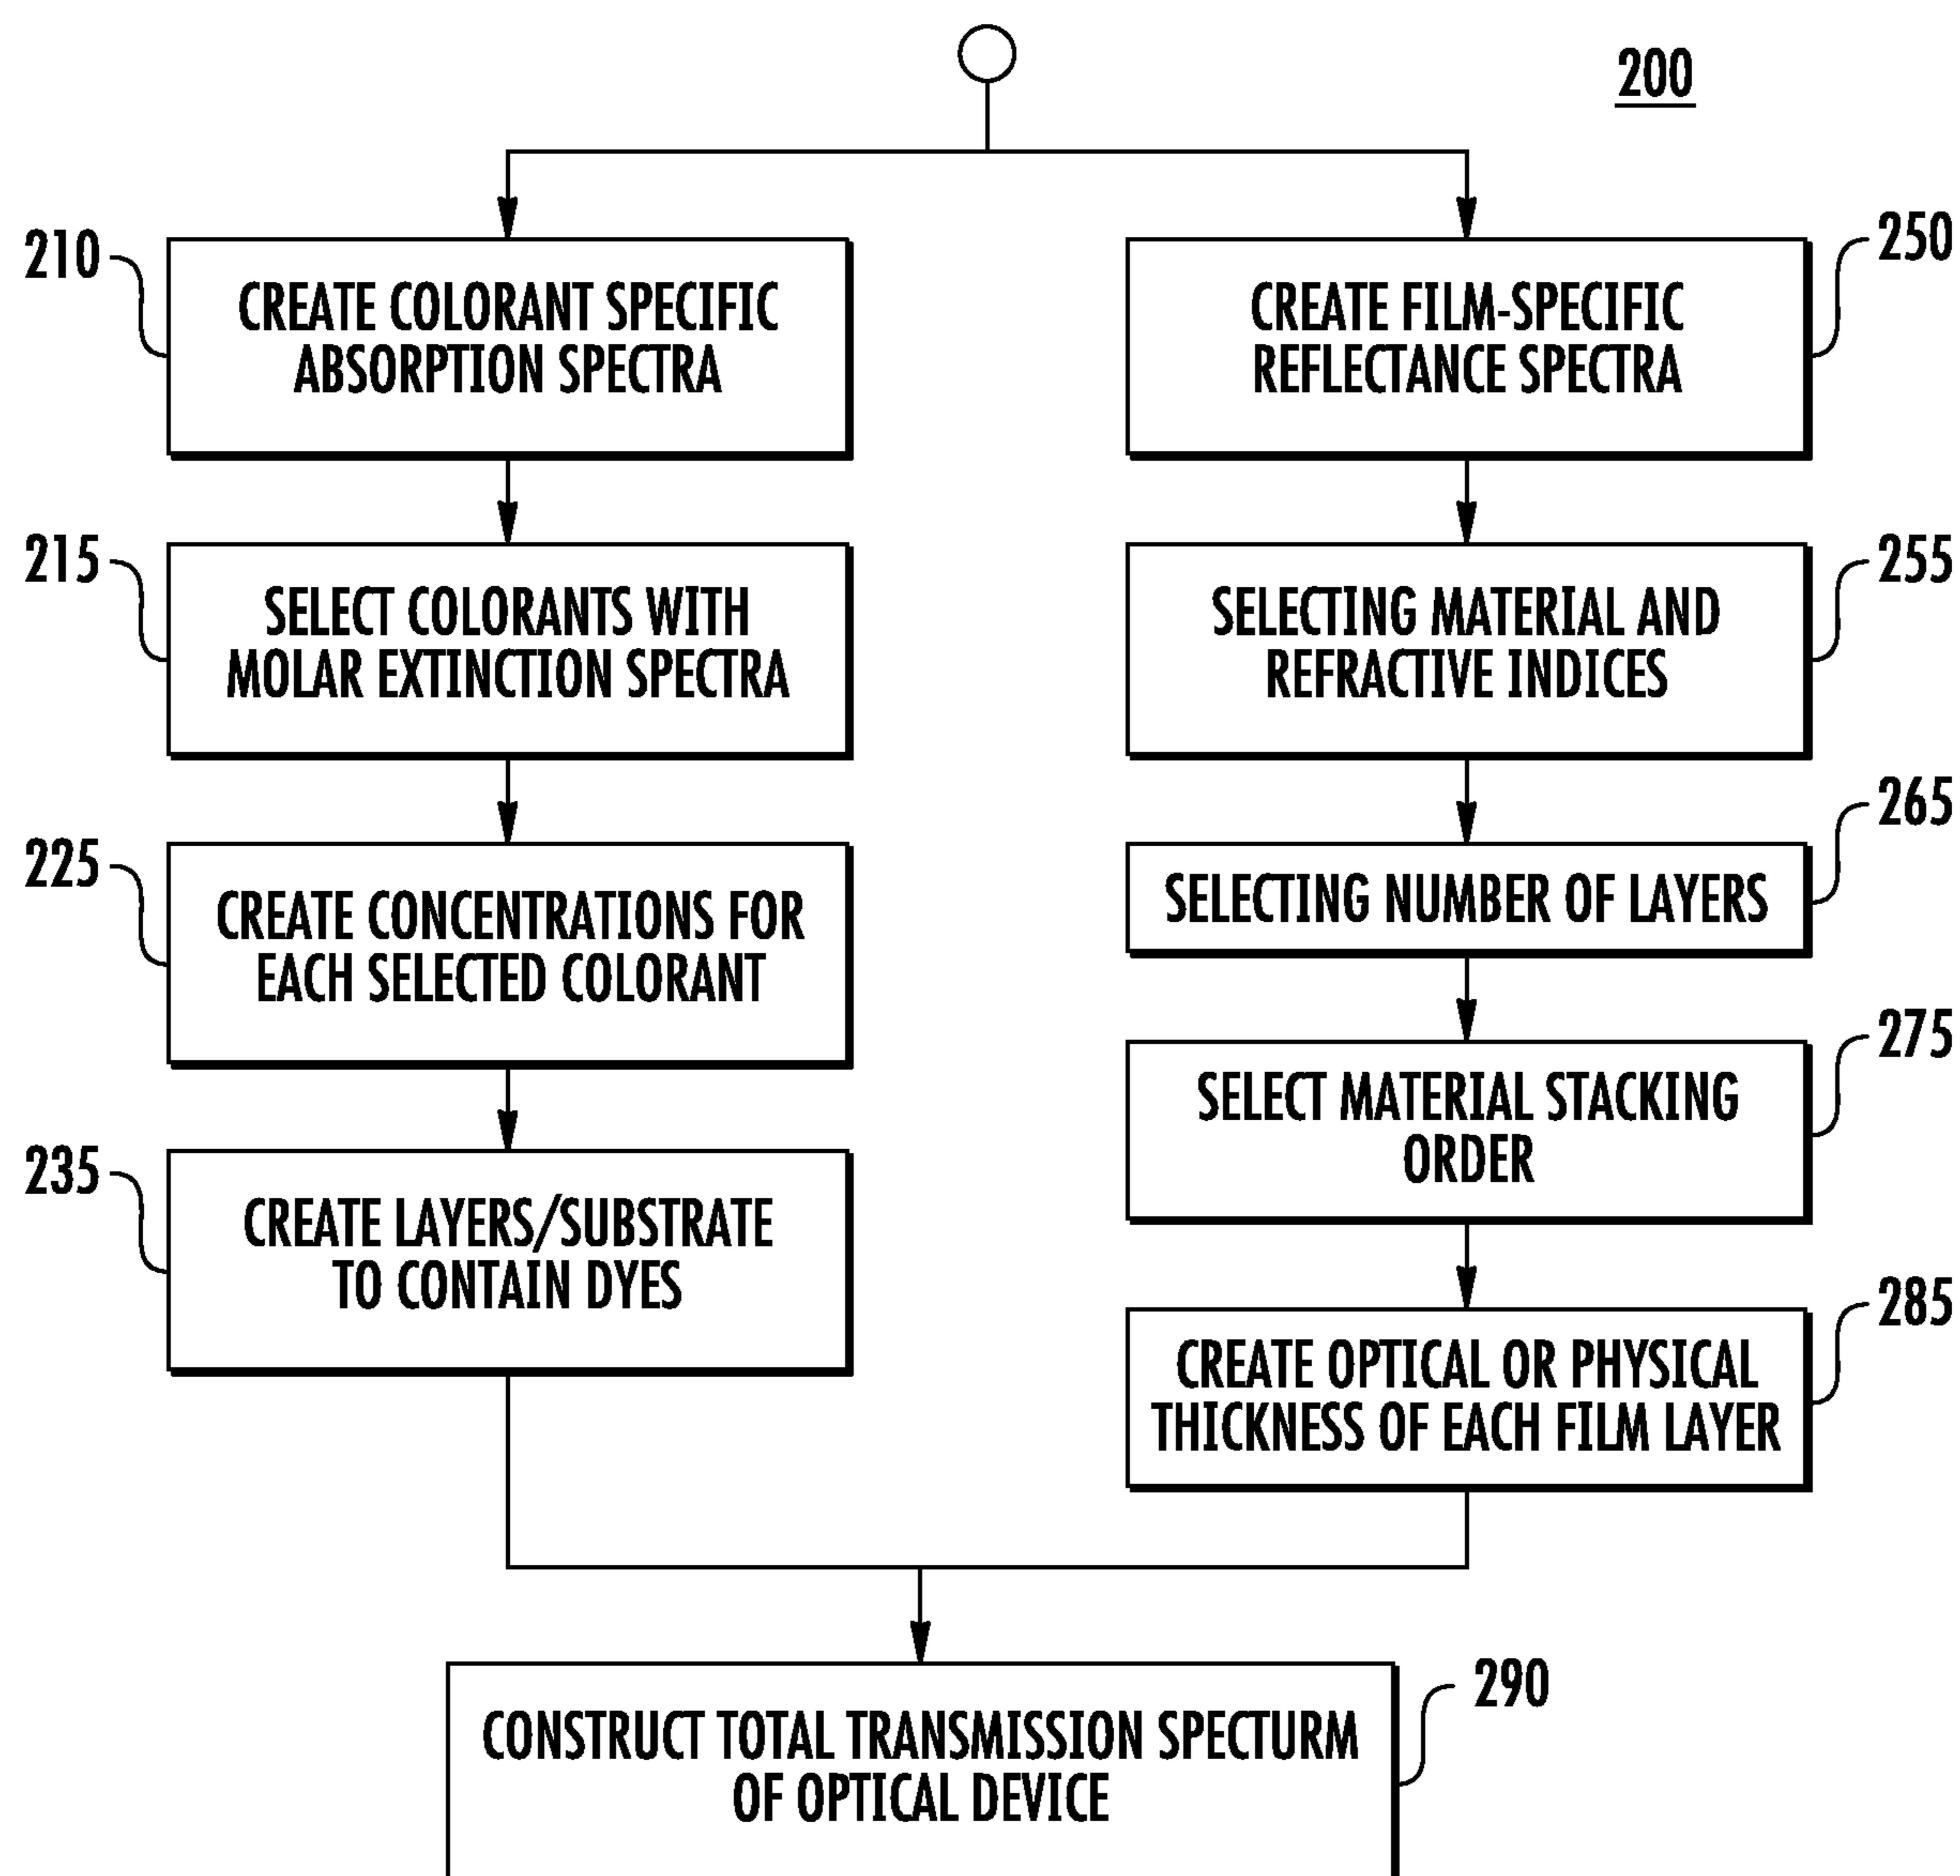 200
210
CREATE COLORANT SPECIFIC
ABSORPTION SPECTRA
215
SELECT COLORANTS WITH
MOLAR EXTINCTION SPECTRA
225
CREATE CONCENTRATIONS FOR
EACH SELECTED COLORANT
235
CREATE LAYERS/SUBSTRATE
TO CONTAIN DYES
250
CREATE FILM-SPECIFIC
REFLECTANCE SPECTRA
255
SELECTING MATERIAL AND
REFRACTIVE INDICES
265
SELECTING NUMBER OF LAYERS
275
SELECT MATERIAL STACKING
ORDER
285
CREATE OPTICAL OR PHYSICAL
THICKNESS OF EACH FILM LAYER
290
CONSTRUCT TOTAL TRANSMISSION SPECTURM
OF OPTICAL DEVICE